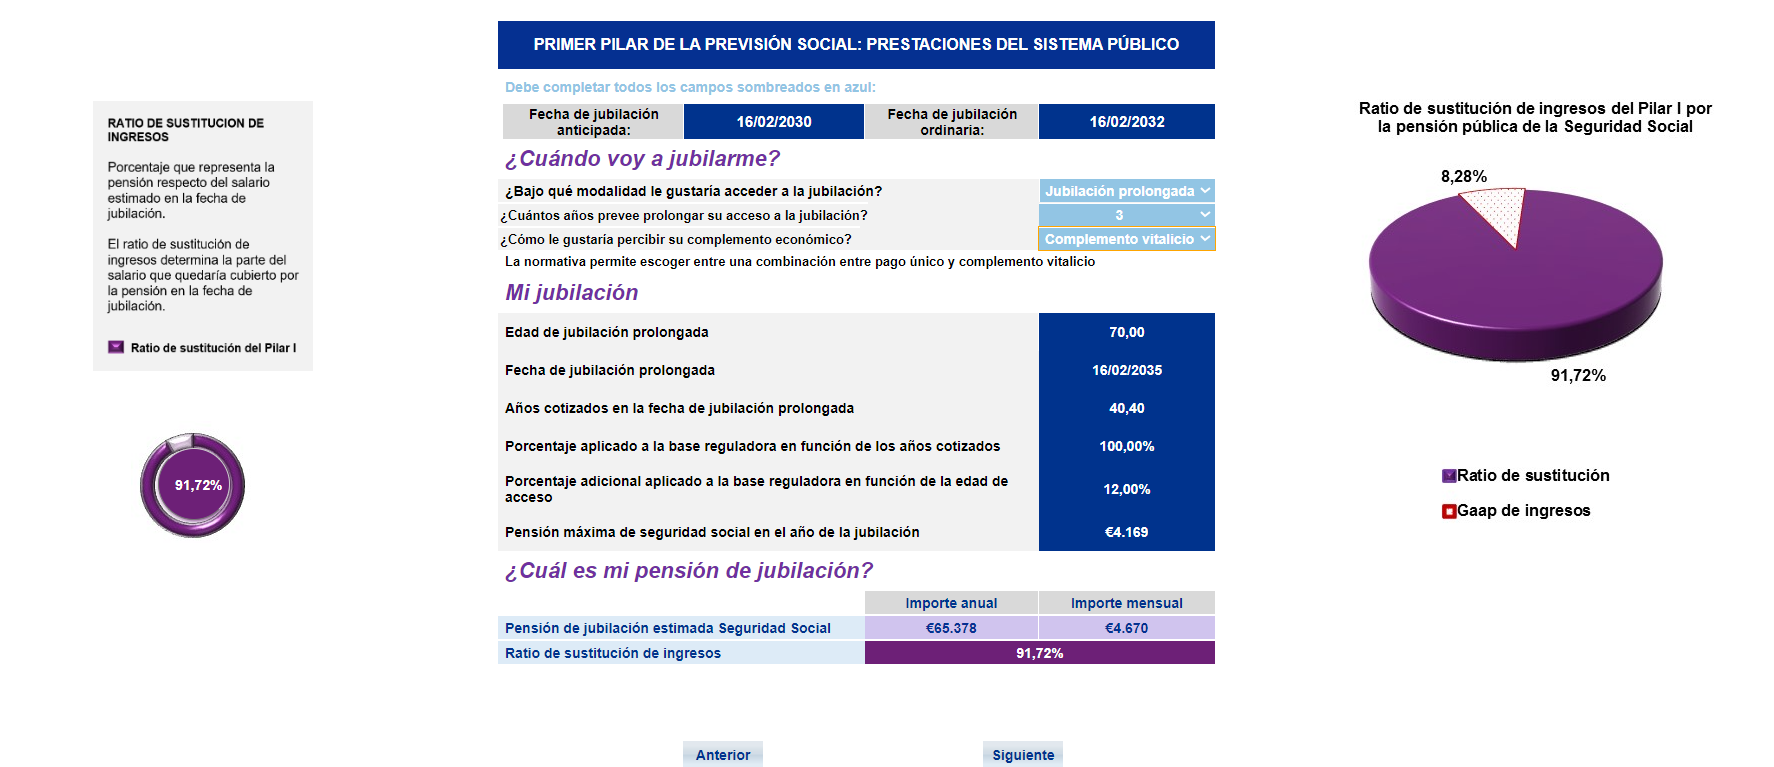 PRIMER PILAR DE LA PREVISIÓN SOCIAL: PRESTACIONES DEL SISTEMA PÚBLICO
Debe completar todos los campos sombreados en azul:
Fecha de jubilación
anticipada:
16/02/2030
Fecha de jubilación
ordinaria:
16/02/2032
¿Cuándo voy a jubilarme?
¿Bajo qué modalidad le gustaría acceder a la jubilación?
Jubilación prolongada
¿Cuántos años prevee prolongar su acceso a la jubilación?
3
¿Cómo le gustaría percibir su complemento económico?
Complemento vitalicio
La normativa permite escoger entre una combinación entre pago único y complemento vitalicio
Mi jubilación
Edad de jubilación prolongada
70,00
Fecha de jubilación prolongada
16/02/2035
Años cotizados en la fecha de jubilación prolongada
40,40
Porcentaje aplicado a la base reguladora en función de los años cotizados
100,00%
Porcentaje adicional aplicado a la base reguladora en función de la edad de
acceso
12,00%
Pensión máxima de seguridad social en el año de la jubilación
€4.169
¿Cuál es mi pensión de jubilación?
Importe anual
Importe mensual
Pensión de jubilación estimada Seguridad Social
€65.378
€4.670
Ratio de sustitución de ingresos
91,72%
Anterior
Siguiente
RATIO DE SUSTITUCION DE
INGRESOS
Porcentaje que representa la
pensión respecto del salario
estimado en la fecha de
jubilación.
El ratio de sustitución de
ingresos determina la parte del
salario que quedaría cubierto por
la pensión en la fecha de
jubilación.
Ratio de sustitución del Pilar I
91,72%
Ratio de sustitución de ingresos del Pilar I por
la pensión pública de la Seguridad Social
8,28%
91,72%
Ratio de sustitución
Gaap de ingresos